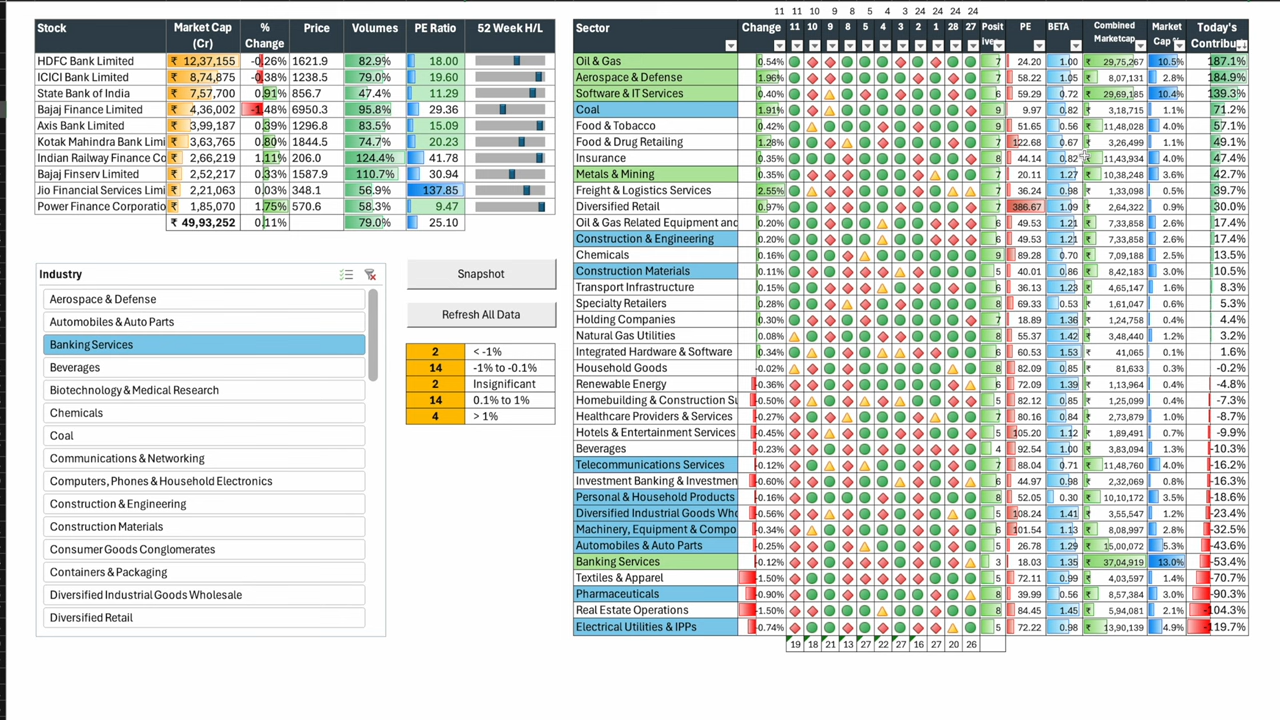 Stock Market Cap (Cr) % Change Price Volumes PE Ratio 52 Week H/L
HDFC Bank Limited ₹ 12,37,155 -0.26% 1621.9 82.9% 18.00
ICICI Bank Limited ₹ 8,74,875 -0.38% 1238.5 79.0% 19.60
State Bank of India ₹ 7,57,700 0.91% 856.7 47.4% 11.29
Bajaj Finance Limited ₹ 4,36,002 -1.48% 6950.3 95.8% 29.36
Axis Bank Limited ₹ 3,99,187 0.39% 1296.8 83.5% 15.09
Kotak Mahindra Bank Limi ₹ 3,63,765 0.80% 1844.5 74.7% 20.23
Indian Railway Finance Co ₹ 2,66,219 1.11% 206.0 124.4% 41.78
Bajaj Finserv Limited ₹ 2,52,217 0.33% 1587.9 110.7% 30.94
Jio Financial Services Limi ₹ 2,21,063 0.03% 348.1 56.9% 137.85
Power Finance Corporatio ₹ 1,85,070 1.75% 570.6 58.3% 9.47
₹ 49,93,252 0.11% 79.0% 25.10
Industry
Aerospace & Defense
Automobiles & Auto Parts
Banking Services
Beverages
Biotechnology & Medical Research
Chemicals
Coal
Communications & Networking
Computers, Phones & Household Electronics
Construction & Engineering
Construction Materials
Consumer Goods Conglomerates
Containers & Packaging
Diversified Industrial Goods Wholesale
Diversified Retail
Snapshot
Refresh All Data
2 < -1%
14 -1% to -0.1%
2 Insignificant
14 0.1% to 1%
4 > 1%
11 11 10 9 8 5 4 3 24 24 24
Sector Change 11 10 9 8 5 4 3 2 1 28 27 Posit ives PE BETA Combined Marketcap Market Cap % Today's Contribu
Oil & Gas 0.54% 7 24.20 1.00 ₹ 29,75,267 10.5% 187.1%
Aerospace & Defense 1.96% 7 58.22 1.05 ₹ 8,07,131 2.8% 184.9%
Software & IT Services 0.40% 6 59.29 0.72 ₹ 29,69,185 10.4% 139.3%
Coal 1.91% 9 9.97 0.82 ₹ 3,18,715 1.1% 71.2%
Food & Tobacco 0.42% 9 51.65 0.56 ₹ 11,48,028 4.0% 57.1%
Food & Drug Retailing 1.28% 7 122.68 0.67 ₹ 3,26,499 1.1% 49.1%
Insurance 0.35% 8 44.14 0.82 ₹ 11,43,934 4.0% 47.4%
Metals & Mining 0.35% 7 20.11 1.27 ₹ 10,38,248 3.6% 42.7%
Freight & Logistics Services 2.55% 7 36.24 0.98 ₹ 1,33,098 0.5% 39.7%
Diversified Retail 0.97% 7 386.67 1.09 ₹ 2,64,322 0.9% 30.0%
Oil & Gas Related Equipment and 0.20% 6 49.53 1.21 ₹ 7,33,858 2.6% 17.4%
Construction & Engineering 0.20% 6 49.53 1.21 ₹ 7,33,858 2.6% 17.4%
Chemicals 0.11% 9 89.28 0.70 ₹ 7,09,188 2.5% 13.5%
Construction Materials 0.16% 5 40.01 0.86 ₹ 8,42,183 3.0% 10.5%
Transport Infrastructure 0.15% 6 36.13 1.23 ₹ 4,65,147 1.6% 8.3%
Specialty Retailers 0.28% 8 69.33 0.53 ₹ 1,61,047 0.6% 5.3%
Holding Companies 0.30% 7 18.89 1.36 ₹ 1,24,758 0.4% 4.4%
Natural Gas Utilities 0.08% 8 55.37 1.42 ₹ 3,48,440 1.2% 3.2%
Integrated Hardware & Software 0.34% 6 60.53 1.53 ₹ 41,065 0.1% 1.6%
Household Goods -0.02% 8 82.09 0.85 ₹ 81,633 0.3% -0.2%
Renewable Energy -0.36% 6 72.09 1.39 ₹ 1,13,964 0.4% -4.8%
Homebuilding & Construction Su -0.50% 5 82.12 0.85 ₹ 1,25,099 0.4% -7.3%
Healthcare Providers & Services -0.27% 7 80.16 0.84 ₹ 2,73,879 1.0% -8.7%
Hotels & Entertainment Services -0.45% 5 105.20 1.12 ₹ 1,89,491 0.7% -9.9%
Beverages -0.23% 4 92.54 1.00 ₹ 3,83,094 1.3% -10.3%
Telecommunications Services -0.12% 7 88.04 0.71 ₹ 11,48,760 4.0% -16.2%
Investment Banking & Investmen -0.60% 6 44.97 0.98 ₹ 2,32,069 0.8% -16.3%
Personal & Household Products -0.16% 8 52.05 0.30 ₹ 10,10,172 3.5% -18.6%
Diversified Industrial Goods Who -0.56% 5 108.24 1.41 ₹ 3,55,547 1.2% -23.4%
Machinery, Equipment & Compo -0.34% 6 101.54 1.13 ₹ 8,08,997 2.8% -32.5%
Automobiles & Auto Parts -0.25% 5 26.78 1.29 ₹ 15,00,072 5.3% -43.6%
Banking Services -0.12% 3 18.03 1.35 ₹ 37,04,919 13.0% -53.4%
Textiles & Apparel -1.50% 5 72.11 0.99 ₹ 4,03,597 1.4% -70.7%
Pharmaceuticals -0.90% 8 39.99 0.56 ₹ 8,57,384 3.0% -90.3%
Real Estate Operations -1.50% 8 84.45 1.45 ₹ 5,94,081 2.1% -104.3%
Electrical Utilities & IPPs -0.74% 5 72.22 0.98 ₹ 13,90,139 4.9% -119.7%
19 18 21 13 27 22 27 16 27 20 26